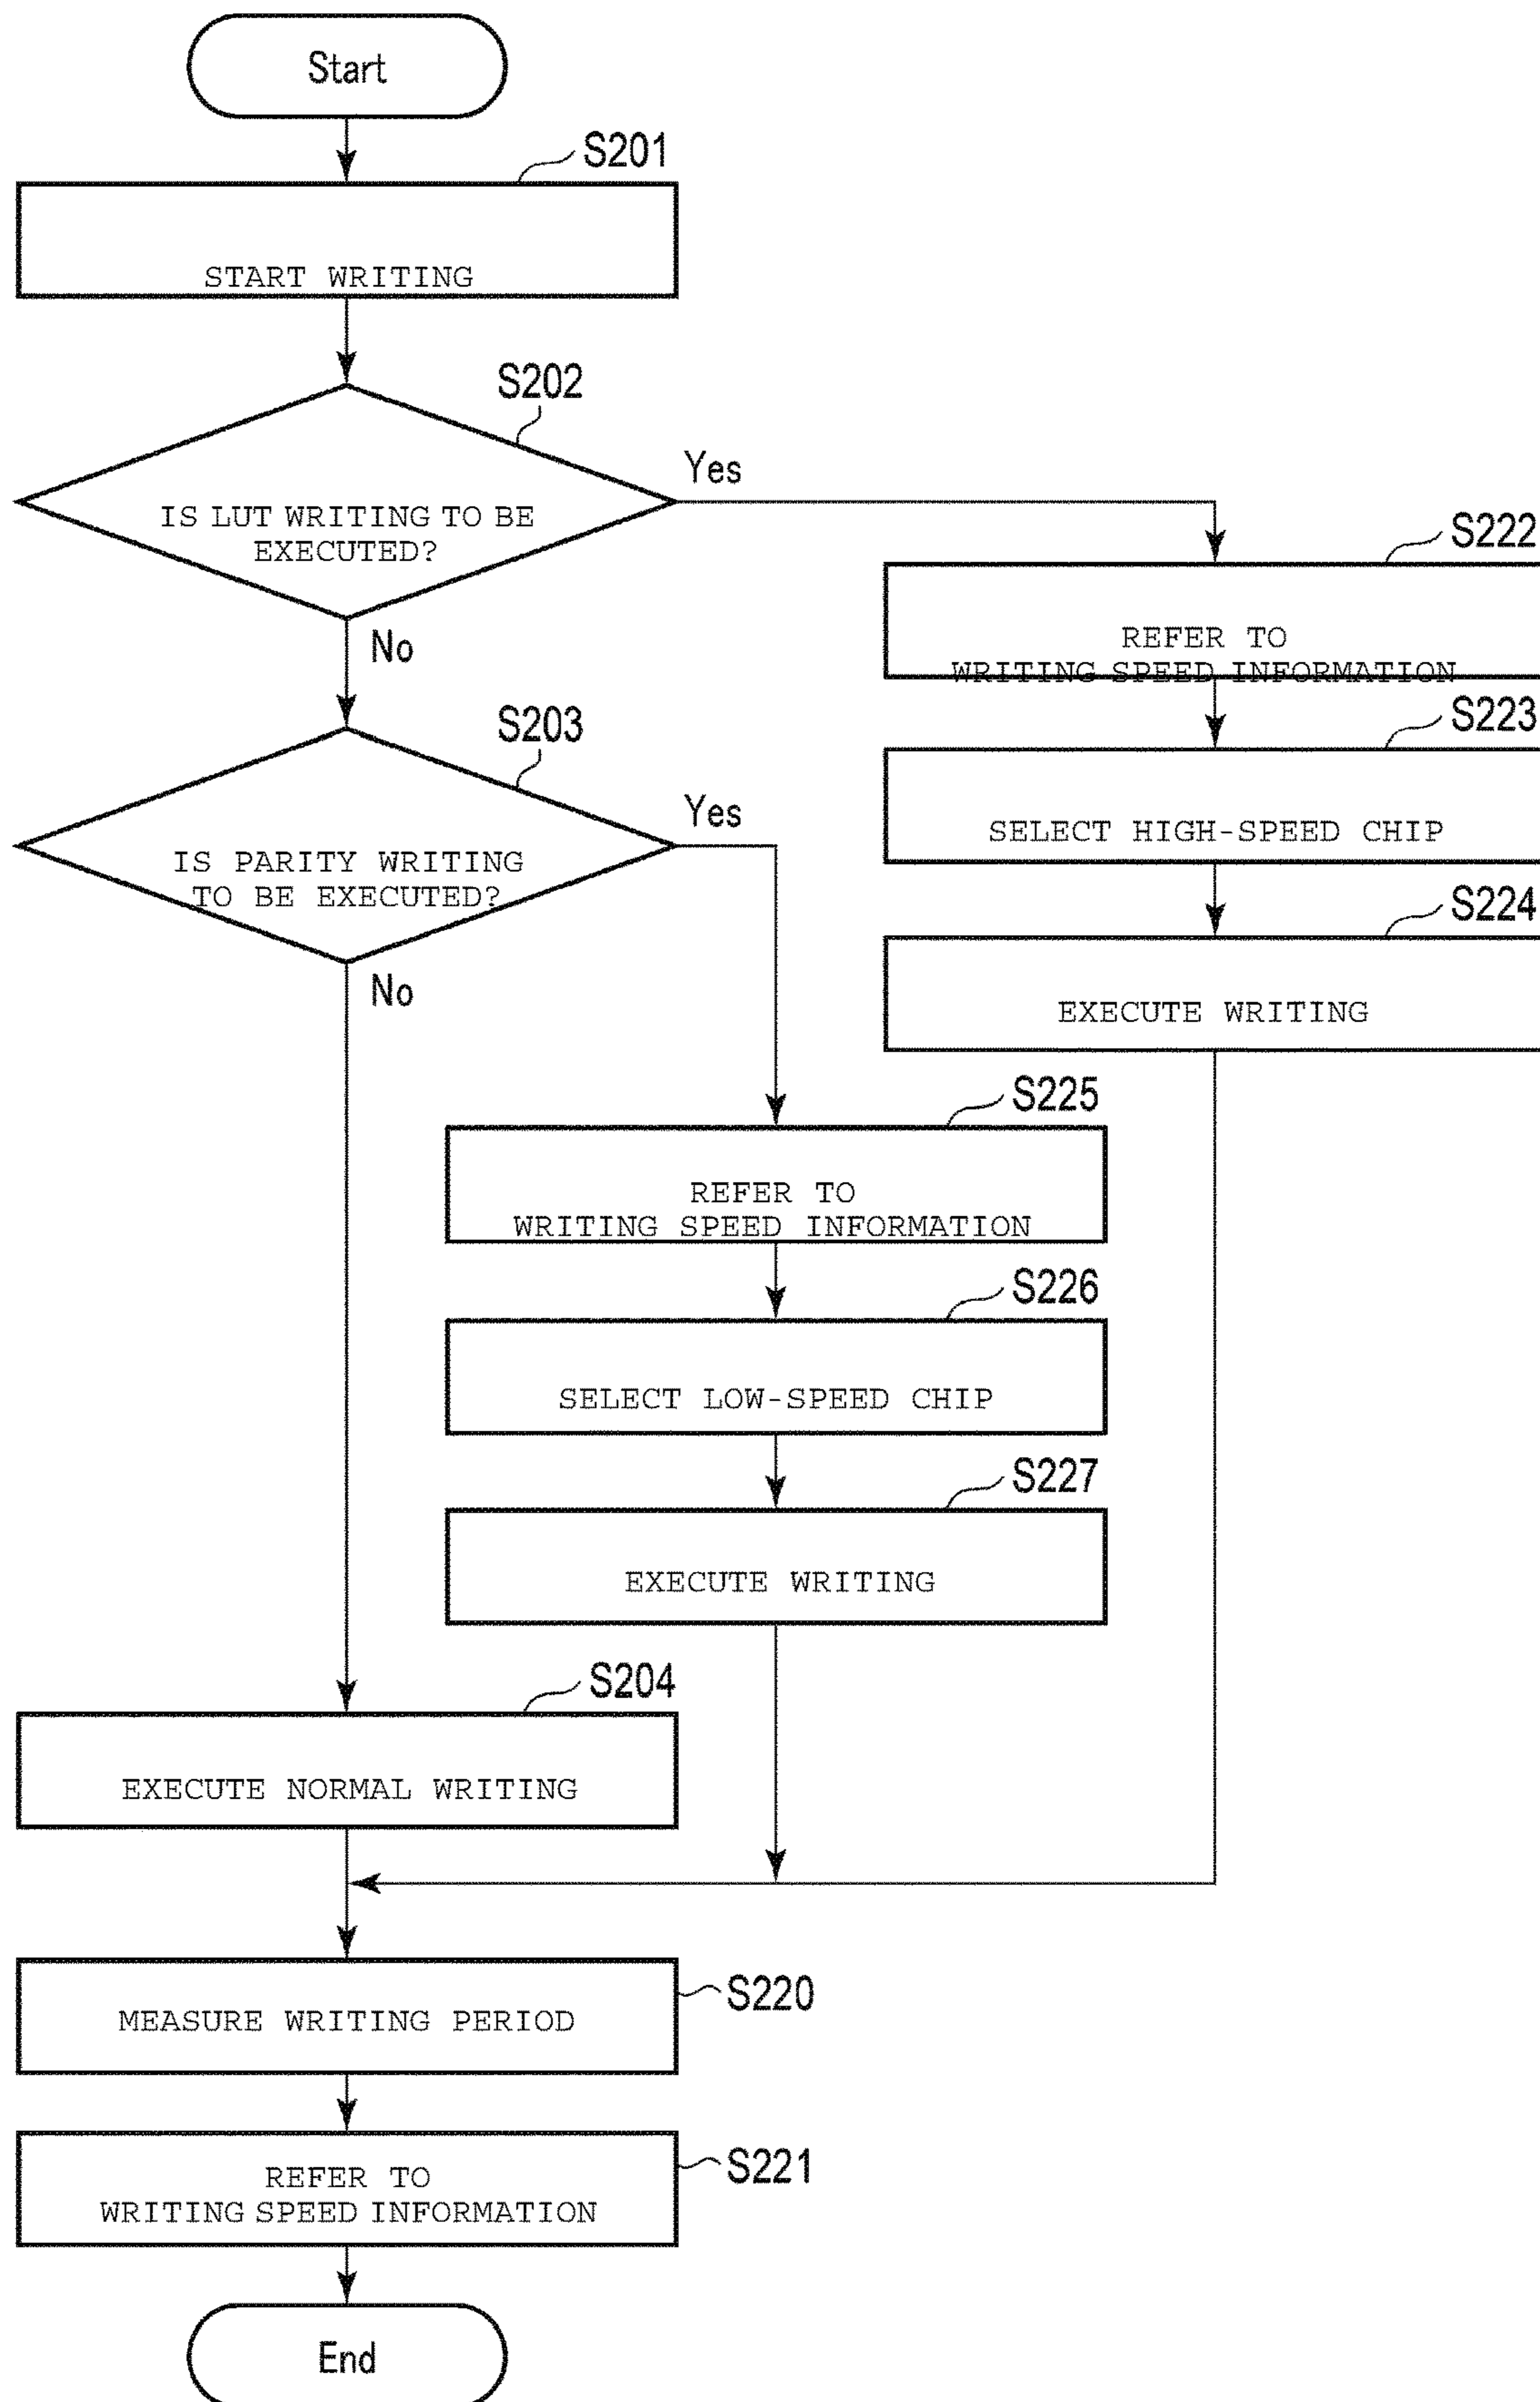 Start
S201
START WRITING
S202
IS LUT WRITING TO BE
EXECUTED?
Yes
No
S222
REFER TO
WRITING SPEED INFORMATION
S223
SELECT HIGH-SPEED CHIP
S224
EXECUTE WRITING
S203
IS PARITY WRITING
TO BE EXECUTED?
Yes
No
S225
REFER TO
WRITING SPEED INFORMATION
S226
SELECT LOW-SPEED CHIP
S227
EXECUTE WRITING
S204
EXECUTE NORMAL WRITING
S220
MEASURE WRITING PERIOD
S221
REFER TO
WRITING SPEED INFORMATION
End